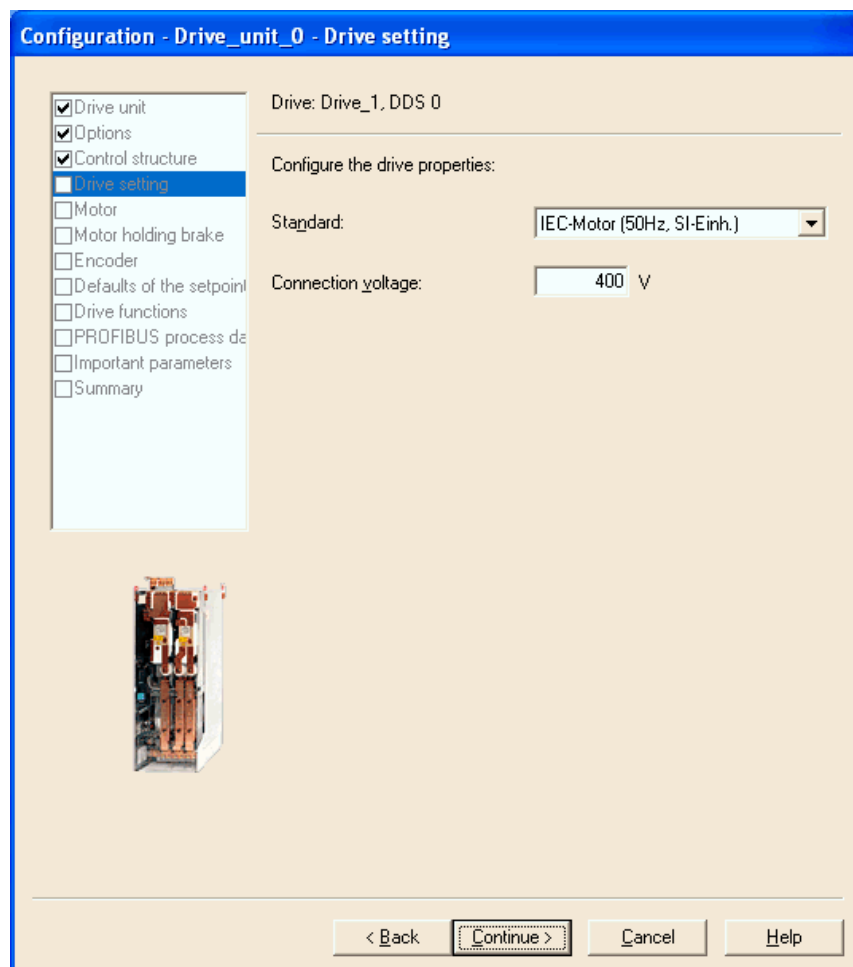 Configuration - Drive_unit_0 - Drive setting
Drive unit
Options
Control structure
Drive setting
Motor
Motor holding brake
Encoder
Defaults of the setpoint
Drive functions
PROFIBUS process da
Important parameters
Summary
Drive: Drive_1, DDS 0
Configure the drive properties:
Standard: IEC-Motor (50Hz, SI-Einh.)
Connection voltage: 400 V
< Back Continue > Cancel Help